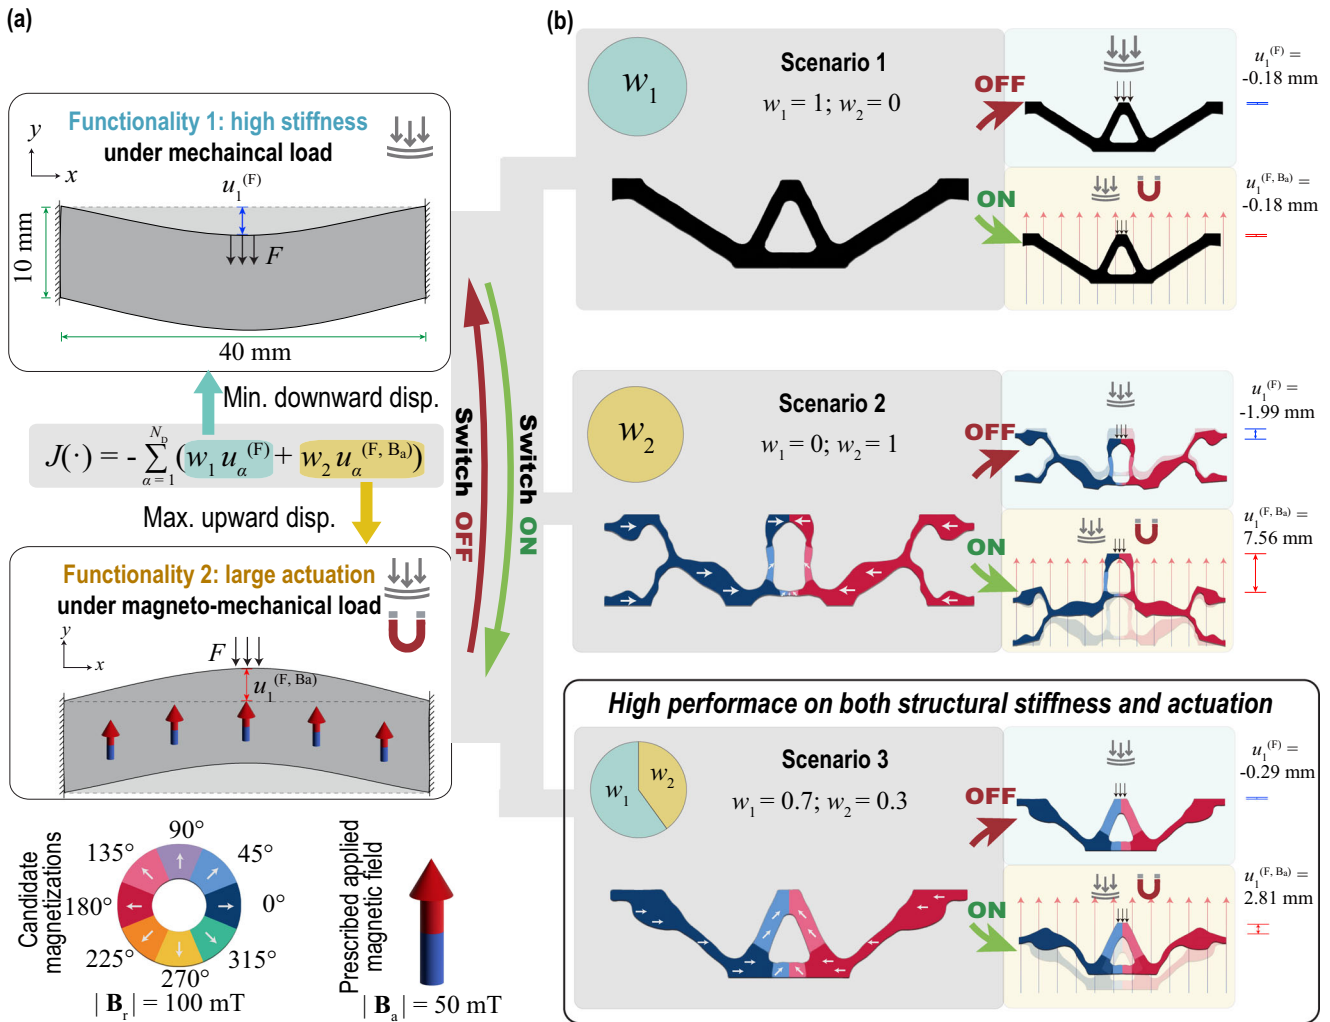 (a)
Functionality 1: high stiffness
under mechaincal load
y
x
u₁⁽ᶠ⁾
F
10 mm
40 mm
Min. downward disp.
J(·) = - ∑_{α = 1}^{N_D} (w₁ u_α^(F) + w₂ u_α^(F, Ba))
Max. upward disp.
Functionality 2: large actuation
under magneto-mechanical load
y
x
F
u₁^(F, Ba)
Switch OFF
Switch ON
Candidate
magnetizations
90°
135°
45°
180°
0°
225°
315°
270°
| B_r | = 100 mT
Prescribed applied
magnetic field
| B_a | = 50 mT
(b)
w₁
Scenario 1
w₁ = 1; w₂ = 0
OFF
ON
u₁^(F) =
-0.18 mm
u₁^(F, Ba) =
-0.18 mm
w₂
Scenario 2
w₁ = 0; w₂ = 1
OFF
ON
u₁^(F) =
-1.99 mm
u₁^(F, Ba) =
7.56 mm
High performace on both structural stiffness and actuation
w₁
w₂
Scenario 3
w₁ = 0.7; w₂ = 0.3
OFF
ON
u₁^(F) =
-0.29 mm
u₁^(F, Ba) =
2.81 mm